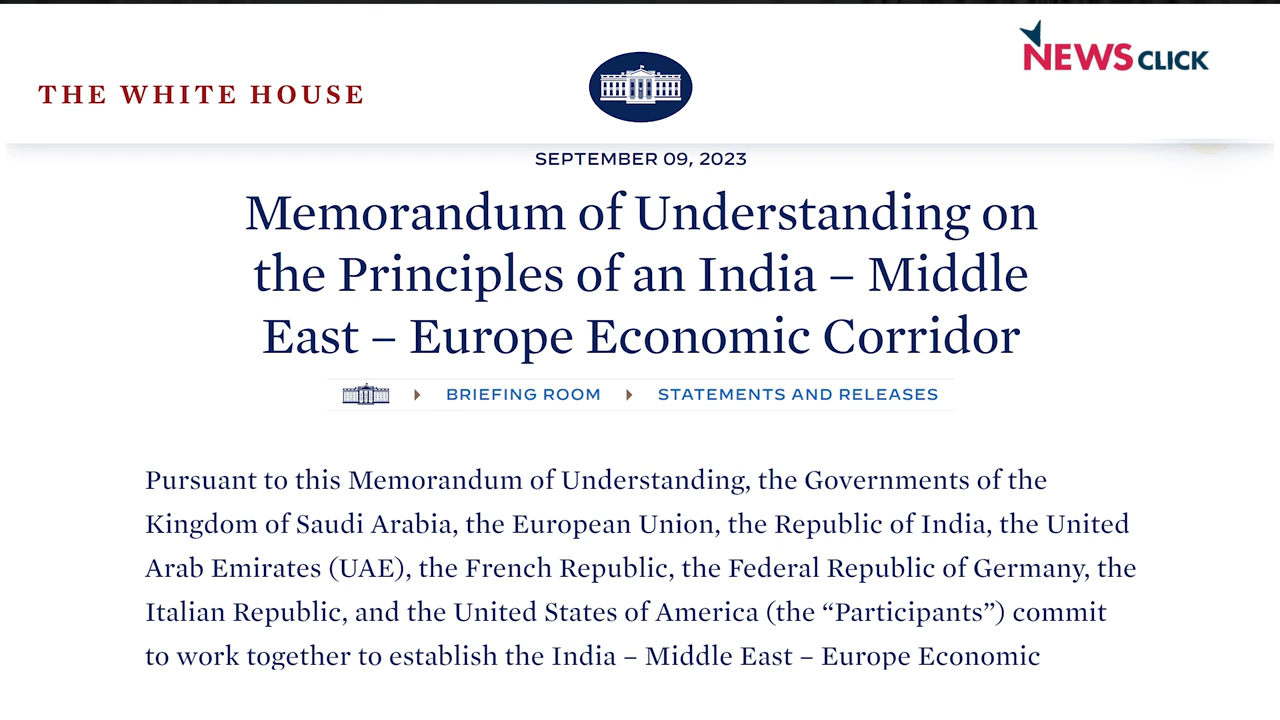 THE WHITE HOUSE
NEWSCLICK
SEPTEMBER 09, 2023
Memorandum of Understanding on
the Principles of an India – Middle
East – Europe Economic Corridor
BRIEFING ROOM STATEMENTS AND RELEASES
Pursuant to this Memorandum of Understanding, the Governments of the
Kingdom of Saudi Arabia, the European Union, the Republic of India, the United
Arab Emirates (UAE), the French Republic, the Federal Republic of Germany, the
Italian Republic, and the United States of America (the “Participants”) commit
to work together to establish the India – Middle East – Europe Economic